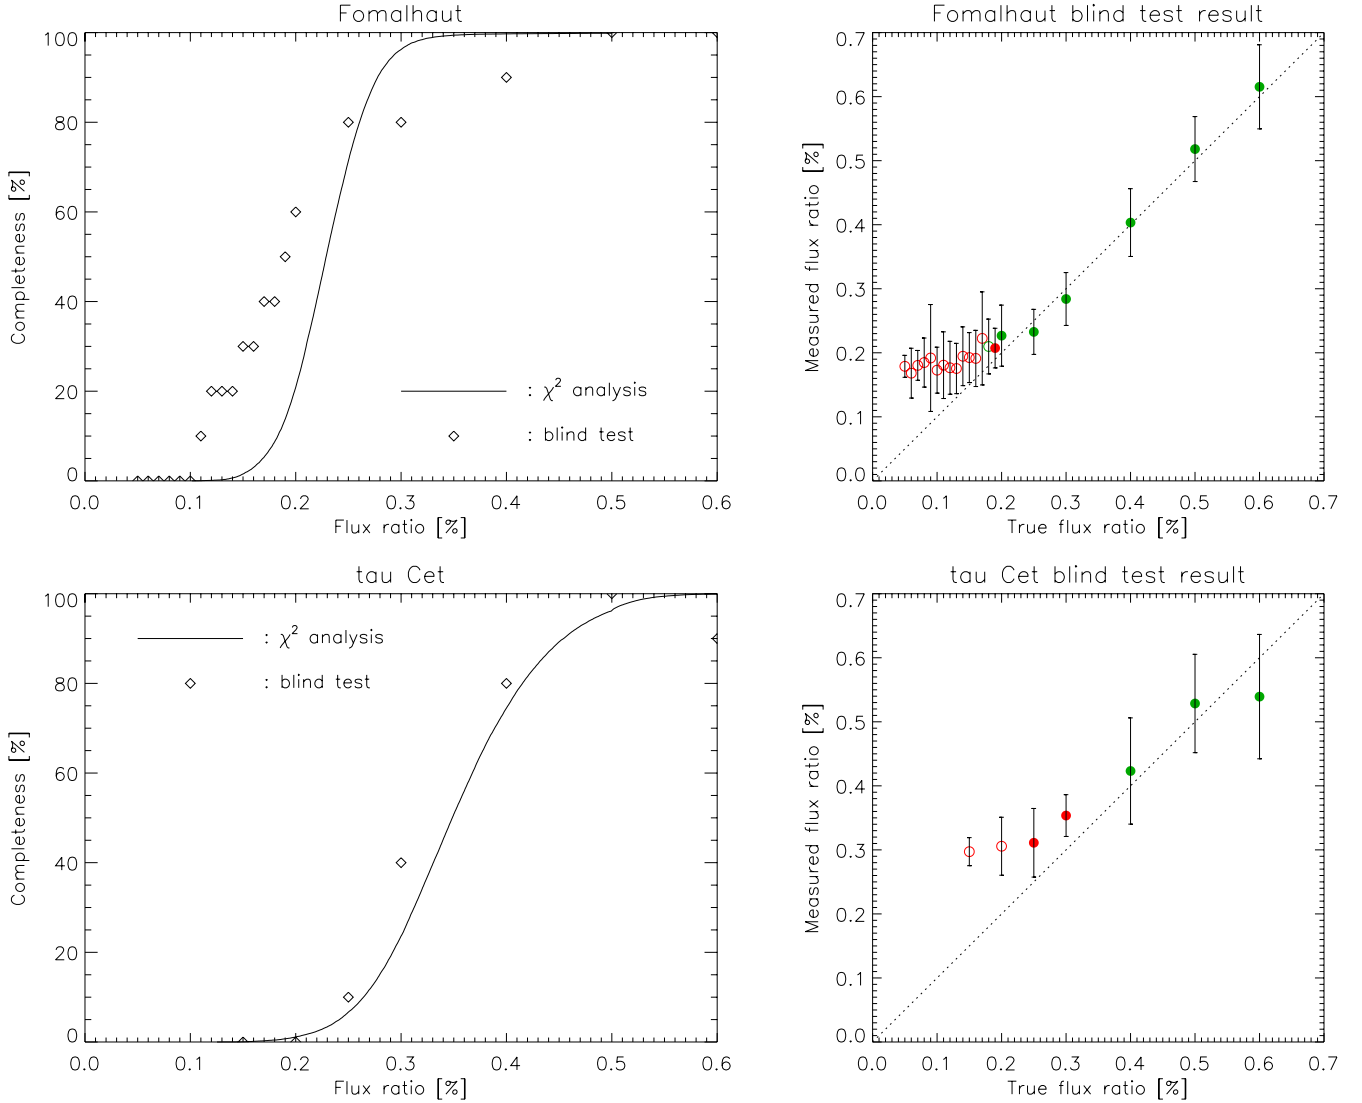 Fomalhaut
100
80
60
40
20
0
Completeness [%]
: χ² analysis
: blind test
0.0 0.1 0.2 0.3 0.4 0.5 0.6
Flux ratio [%]
Fomalhaut blind test result
0.7
0.6
0.5
0.4
0.3
0.2
0.1
0.0
Measured flux ratio [%]
0.0 0.1 0.2 0.3 0.4 0.5 0.6 0.7
True flux ratio [%]
tau Cet
100
80
60
40
20
0
Completeness [%]
: χ² analysis
: blind test
0.0 0.1 0.2 0.3 0.4 0.5 0.6
Flux ratio [%]
tau Cet blind test result
0.7
0.6
0.5
0.4
0.3
0.2
0.1
0.0
Measured flux ratio [%]
0.0 0.1 0.2 0.3 0.4 0.5 0.6 0.7
True flux ratio [%]